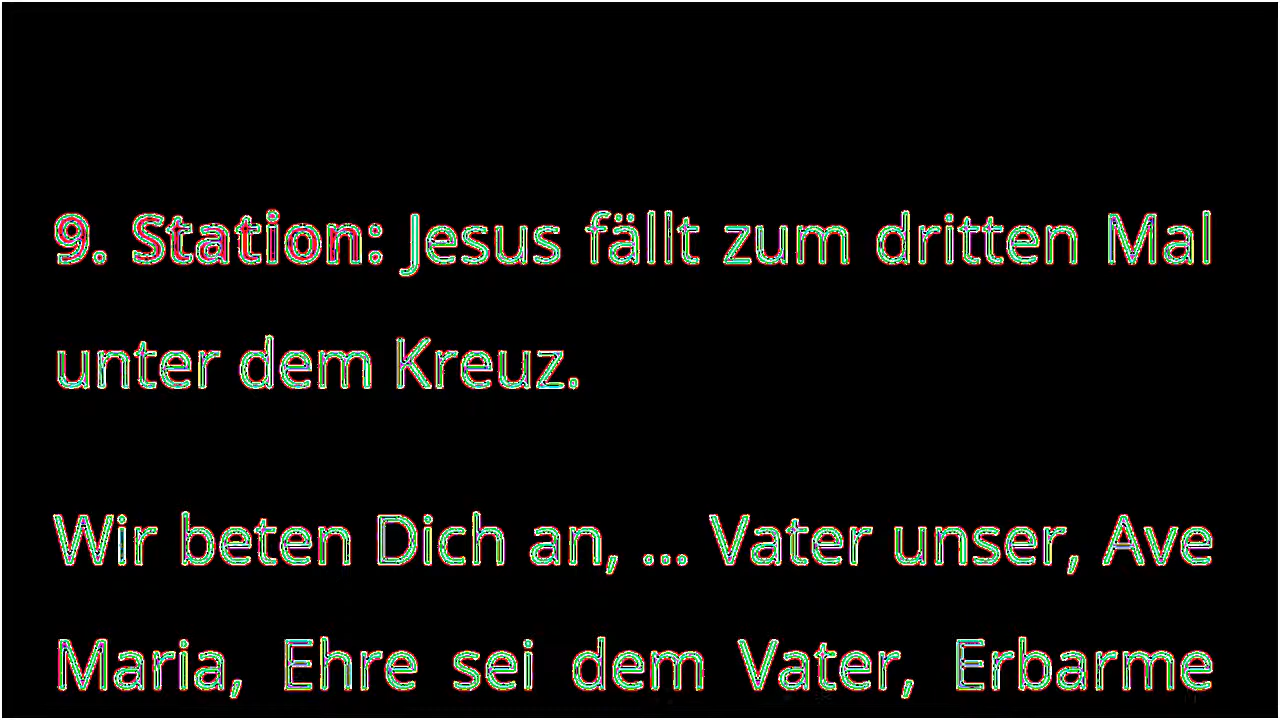 9. Station: Jesus fällt zum dritten Mal
unter dem Kreuz.
Wir beten Dich an, ... Vater unser, Ave
Maria, Ehre sei dem Vater, Erbarme